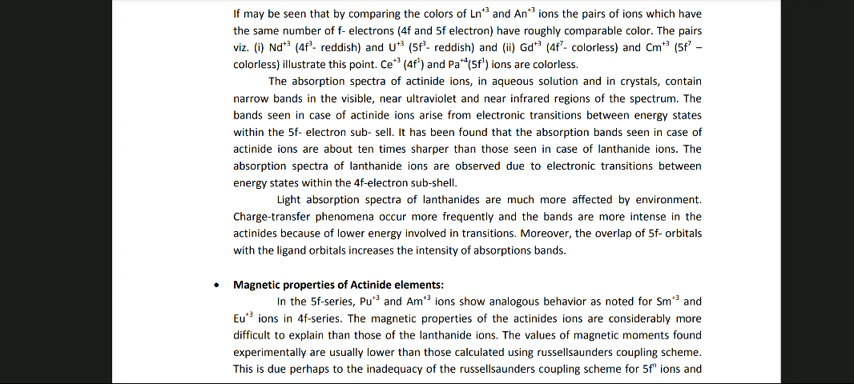 If may be seen that by comparing the colors of Ln⁺³ and An⁺³ ions the pairs of ions which have
the same number of f- electrons (4f and 5f electron) have roughly comparable color. The pairs
viz. (i) Nd⁺³ (4f³- reddish) and U⁺³ (5f³- reddish) and (ii) Gd⁺³ (4f⁷- colorless) and Cm⁺³ (5f⁷ –
colorless) illustrate this point. Ce⁺³ (4f¹) and Pa⁺⁴(5f¹) ions are colorless.
The absorption spectra of actinide ions, in aqueous solution and in crystals, contain
narrow bands in the visible, near ultraviolet and near infrared regions of the spectrum. The
bands seen in case of actinide ions arise from electronic transitions between energy states
within the 5f- electron sub- sell. It has been found that the absorption bands seen in case of
actinide ions are about ten times sharper than those seen in case of lanthanide ions. The
absorption spectra of lanthanide ions are observed due to electronic transitions between
energy states within the 4f-electron sub-shell.
Light absorption spectra of lanthanides are much more affected by environment.
Charge-transfer phenomena occur more frequently and the bands are more intense in the
actinides because of lower energy involved in transitions. Moreover, the overlap of 5f- orbitals
with the ligand orbitals increases the intensity of absorptions bands.
• Magnetic properties of Actinide elements:
In the 5f-series, Pu⁺³ and Am⁺³ ions show analogous behavior as noted for Sm⁺³ and
Eu⁺³ ions in 4f-series. The magnetic properties of the actinides ions are considerably more
difficult to explain than those of the lanthanide ions. The values of magnetic moments found
experimentally are usually lower than those calculated using russellsaunders coupling scheme.
This is due perhaps to the inadequacy of the russellsaunders coupling scheme for 5fⁿ ions and